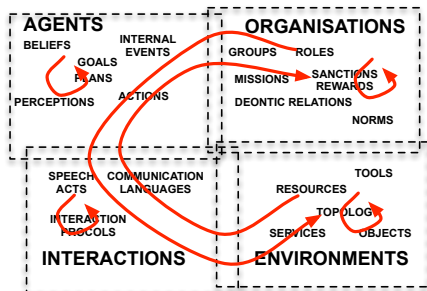 AGENTS
BELIEFS
INTERNAL
EVENTS
GOALS
PLANS
PERCEPTIONS
ACTIONS
ORGANISATIONS
GROUPS
ROLES
MISSIONS
SANCTIONS
REWARDS
DEONTIC RELATIONS
NORMS
SPEECH
ACTS
COMMUNICATION
LANGUAGES
INTERACTION
PROCOLS
INTERACTIONS
TOOLS
RESOURCES
TOPOLOGY
SERVICES
OBJECTS
ENVIRONMENTS